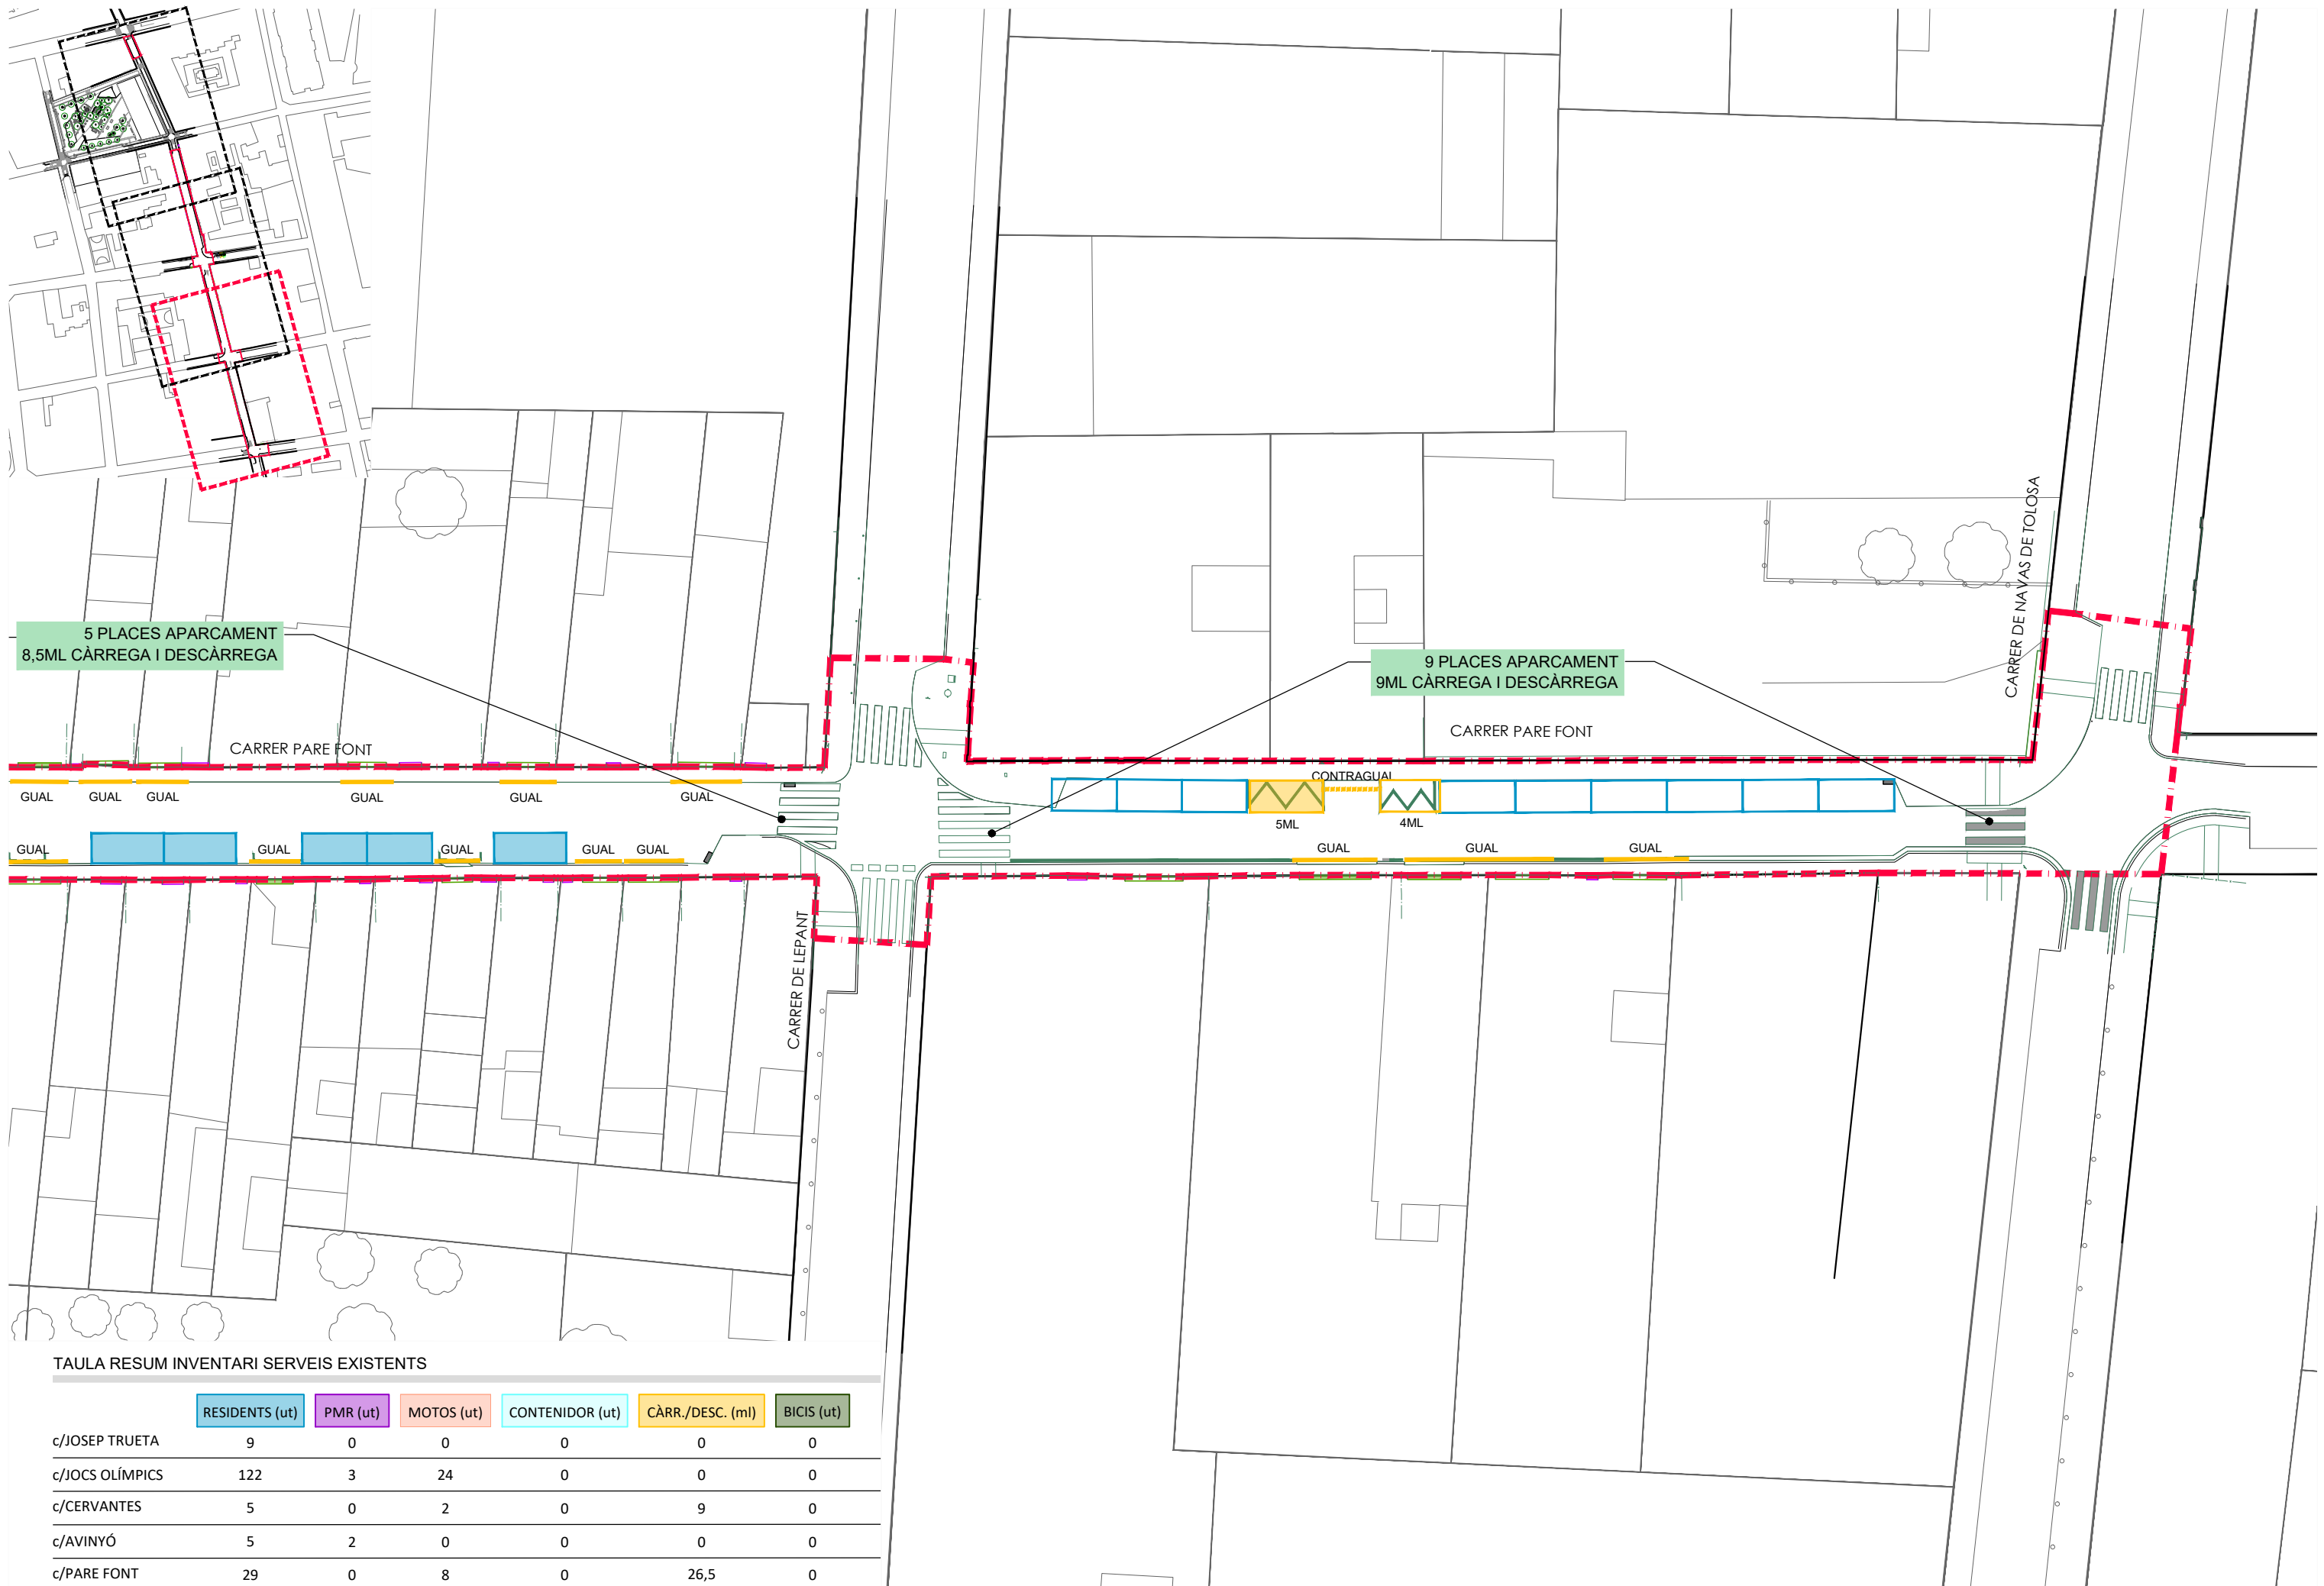 CARRER DE NAVAS DE TOLOSA
5 PLACES APARCAMENT
8,5ML CÀRREGA I DESCÀRREGA
9 PLACES APARCAMENT
9ML CÀRREGA I DESCÀRREGA
CARRER PARE FONT
CARRER PARE FONT
CONTRAGUAL
GUAL
GUAL
GUAL
GUAL
GUAL
GUAL
5ML
4ML
GUAL
GUAL
GUAL
GUAL
GUAL
GUAL
GUAL
GUAL
CARRER DE LEPANT
TAULA RESUM INVENTARI SERVEIS EXISTENTS
RESIDENTS (ut) PMR (ut) MOTOS (ut) CONTENIDOR (ut) CÀRR./DESC. (ml) BICIS (ut)
c/JOSEP TRUETA 9 0 0 0 0 0
c/JOCS OLÍMPICS 122 3 24 0 0 0
c/CERVANTES 5 0 2 0 9 0
c/AVINYÓ 5 2 0 0 0 0
c/PARE FONT 29 0 8 0 26,5 0